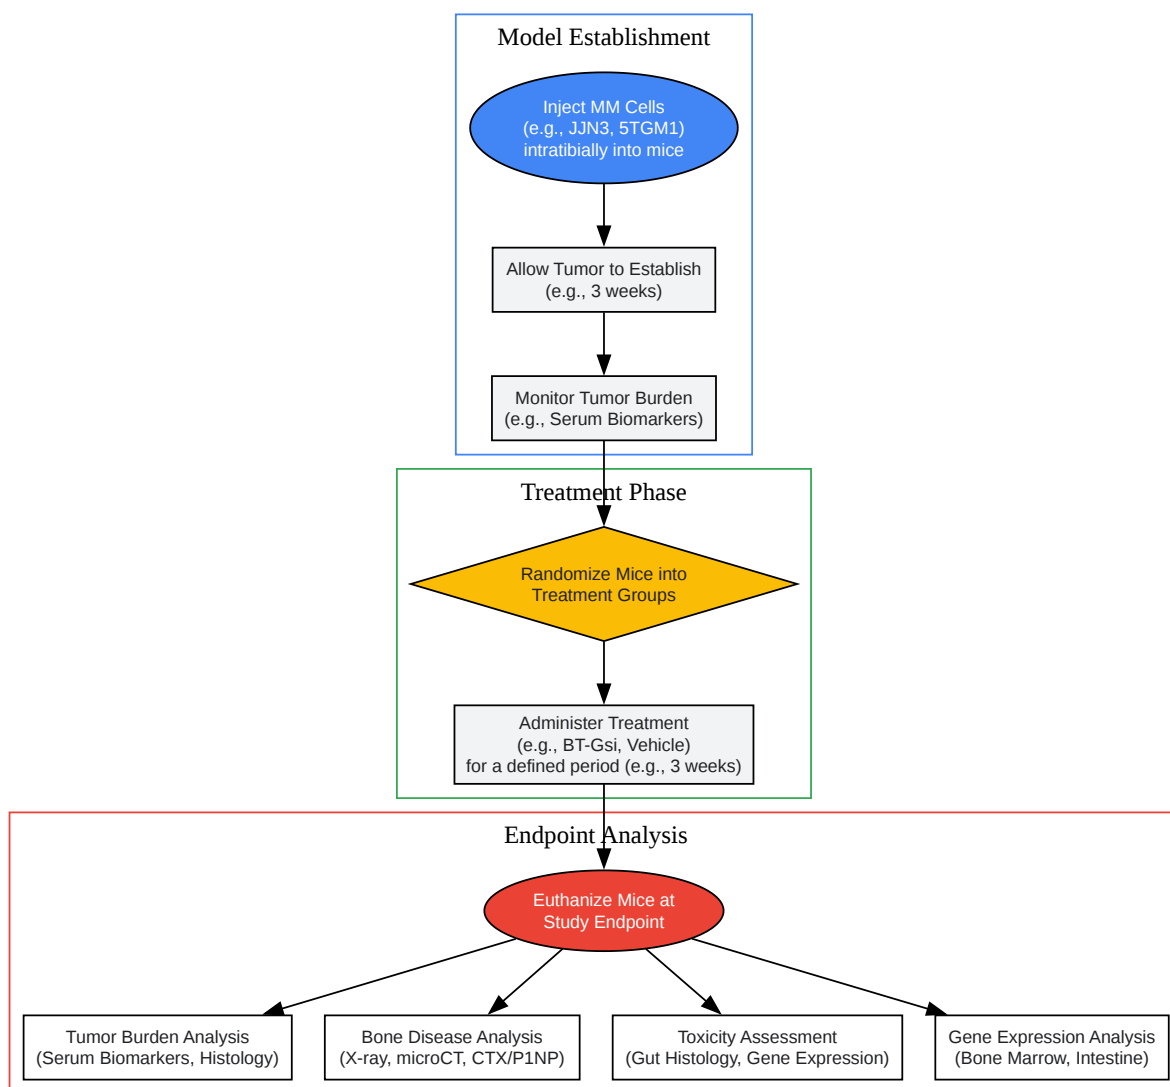 Model Establishment
Inject MM Cells
(e.g., JJN3, 5TGM1)
intratibially into mice
Allow Tumor to Establish
(e.g., 3 weeks)
Monitor Tumor Burden
(e.g., Serum Biomarkers)
Treatment Phase
Randomize Mice into
Treatment Groups
Administer Treatment
(e.g., BT-Gsi, Vehicle)
for a defined period (e.g., 3 weeks)
Endpoint Analysis
Euthanize Mice at
Study Endpoint
Tumor Burden Analysis
(Serum Biomarkers, Histology)
Bone Disease Analysis
(X-ray, microCT, CTX/P1NP)
Toxicity Assessment
(Gut Histology, Gene Expression)
Gene Expression Analysis
(Bone Marrow, Intestine)